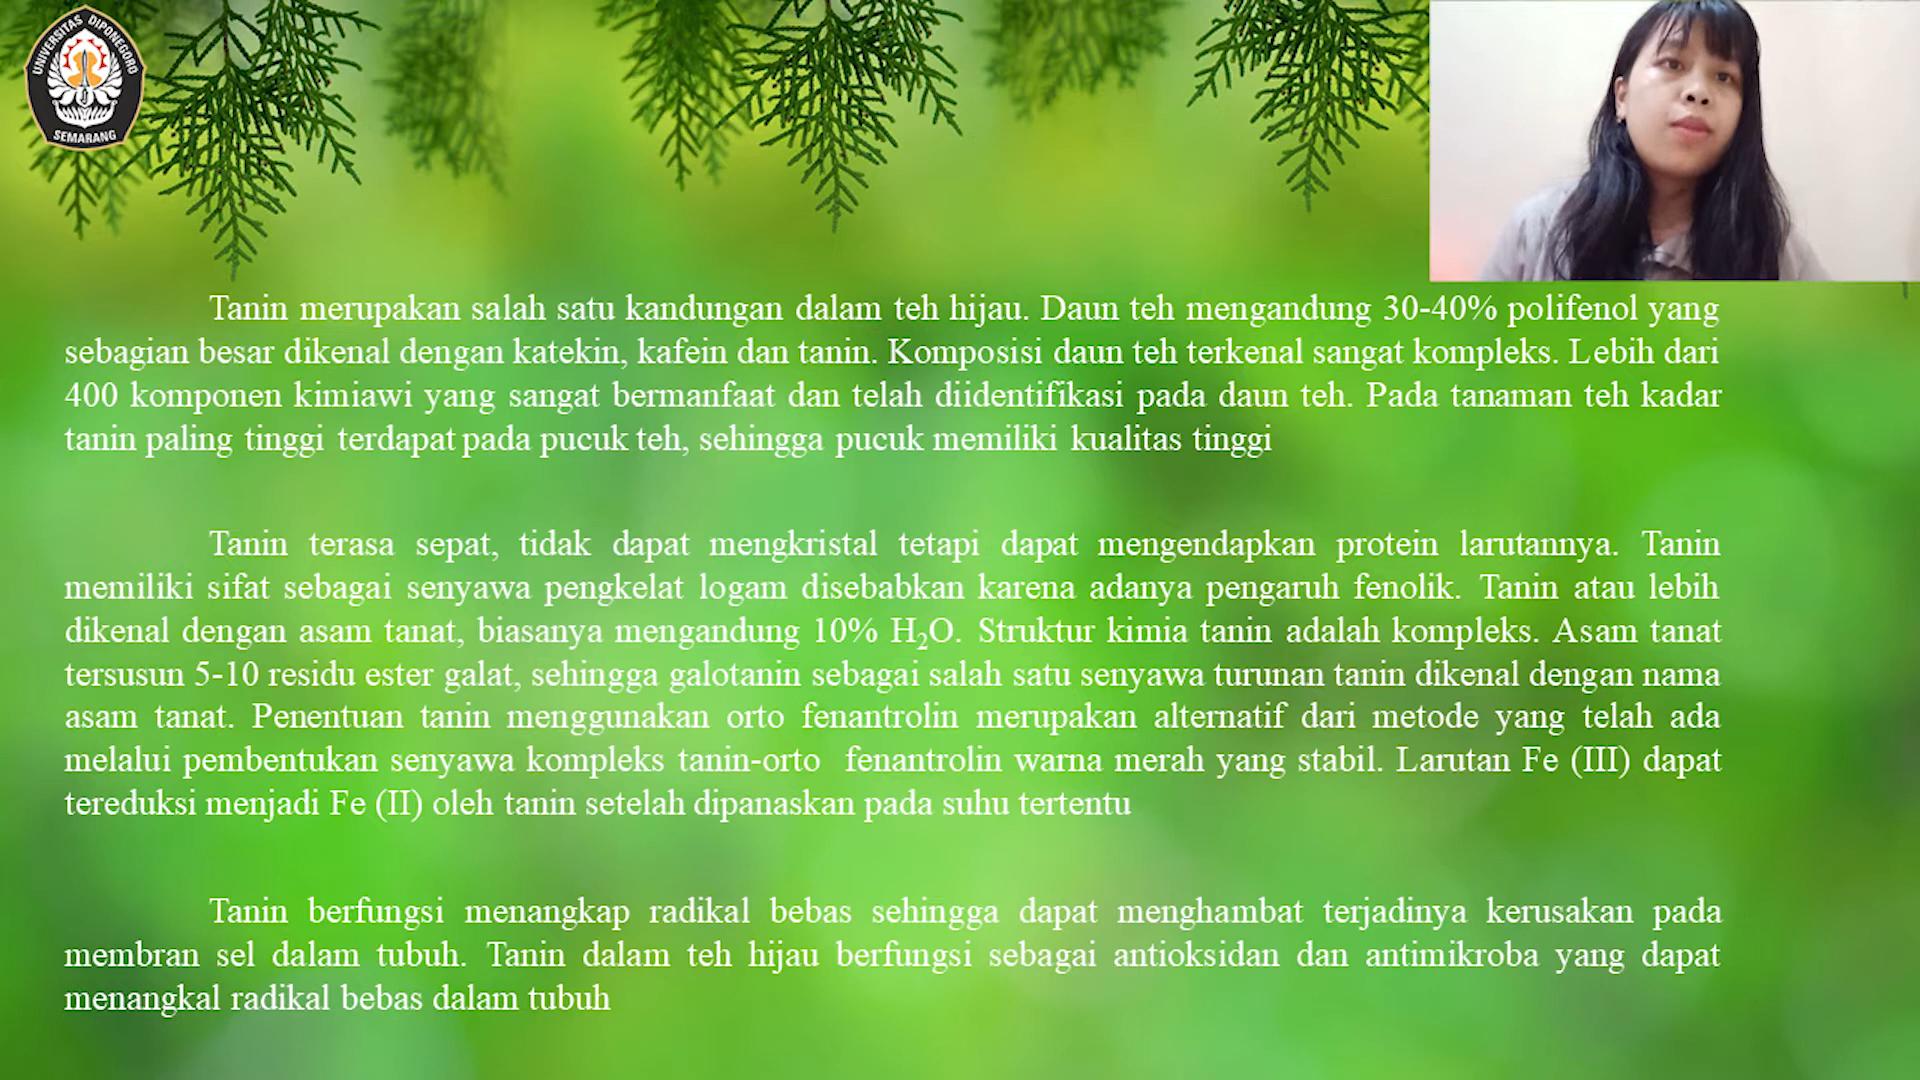 UNIVERSITAS DIPONEGORO
SEMARANG
Tanin merupakan salah satu kandungan dalam teh hijau. Daun teh mengandung 30-40% polifenol yang
sebagian besar dikenal dengan katekin, kafein dan tanin. Komposisi daun teh terkenal sangat kompleks. Lebih dari
400 komponen kimiawi yang sangat bermanfaat dan telah diidentifikasi pada daun teh. Pada tanaman teh kadar
tanin paling tinggi terdapat pada pucuk teh, sehingga pucuk memiliki kualitas tinggi
Tanin terasa sepat, tidak dapat mengkristal tetapi dapat mengendapkan protein larutannya. Tanin
memiliki sifat sebagai senyawa pengkelat logam disebabkan karena adanya pengaruh fenolik. Tanin atau lebih
dikenal dengan asam tanat, biasanya mengandung 10% H₂O. Struktur kimia tanin adalah kompleks. Asam tanat
tersusun 5-10 residu ester galat, sehingga galotanin sebagai salah satu senyawa turunan tanin dikenal dengan nama
asam tanat. Penentuan tanin menggunakan orto fenantrolin merupakan alternatif dari metode yang telah ada
melalui pembentukan senyawa kompleks tanin-orto fenantrolin warna merah yang stabil. Larutan Fe (III) dapat
tereduksi menjadi Fe (II) oleh tanin setelah dipanaskan pada suhu tertentu
Tanin berfungsi menangkap radikal bebas sehingga dapat menghambat terjadinya kerusakan pada
membran sel dalam tubuh. Tanin dalam teh hijau berfungsi sebagai antioksidan dan antimikroba yang dapat
menangkal radikal bebas dalam tubuh